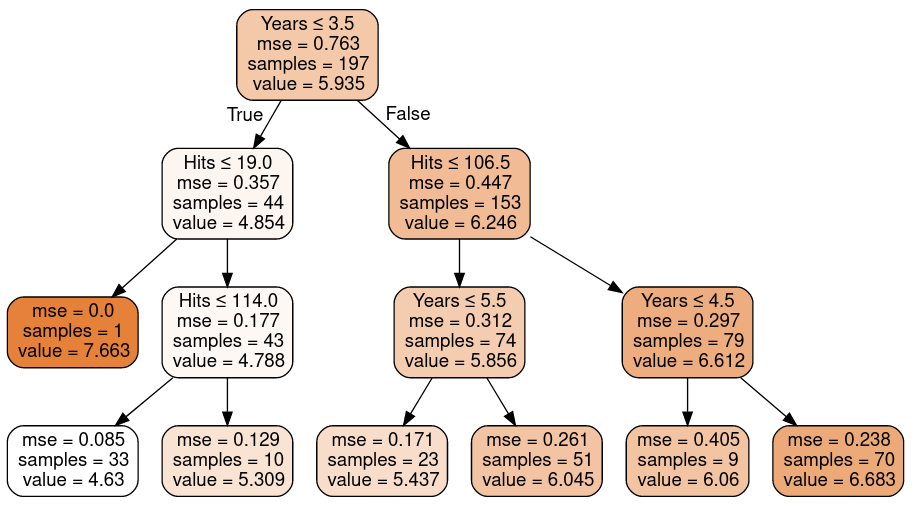 Years ≤ 3.5
mse = 0.763
samples = 197
value = 5.935
True
False
Hits ≤ 19.0
mse = 0.357
samples = 44
value = 4.854
Hits ≤ 106.5
mse = 0.447
samples = 153
value = 6.246
mse = 0.0
samples = 1
value = 7.663
Hits ≤ 114.0
mse = 0.177
samples = 43
value = 4.788
Years ≤ 5.5
mse = 0.312
samples = 74
value = 5.856
Years ≤ 4.5
mse = 0.297
samples = 79
value = 6.612
mse = 0.085
samples = 33
value = 4.63
mse = 0.129
samples = 10
value = 5.309
mse = 0.171
samples = 23
value = 5.437
mse = 0.261
samples = 51
value = 6.045
mse = 0.405
samples = 9
value = 6.06
mse = 0.238
samples = 70
value = 6.683